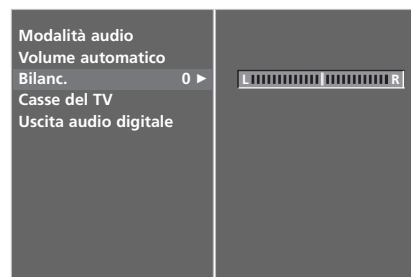 Modalità audio
Volume automatico
Bilanc. 0 ►
L R
Casse del TV
Uscita audio digitale